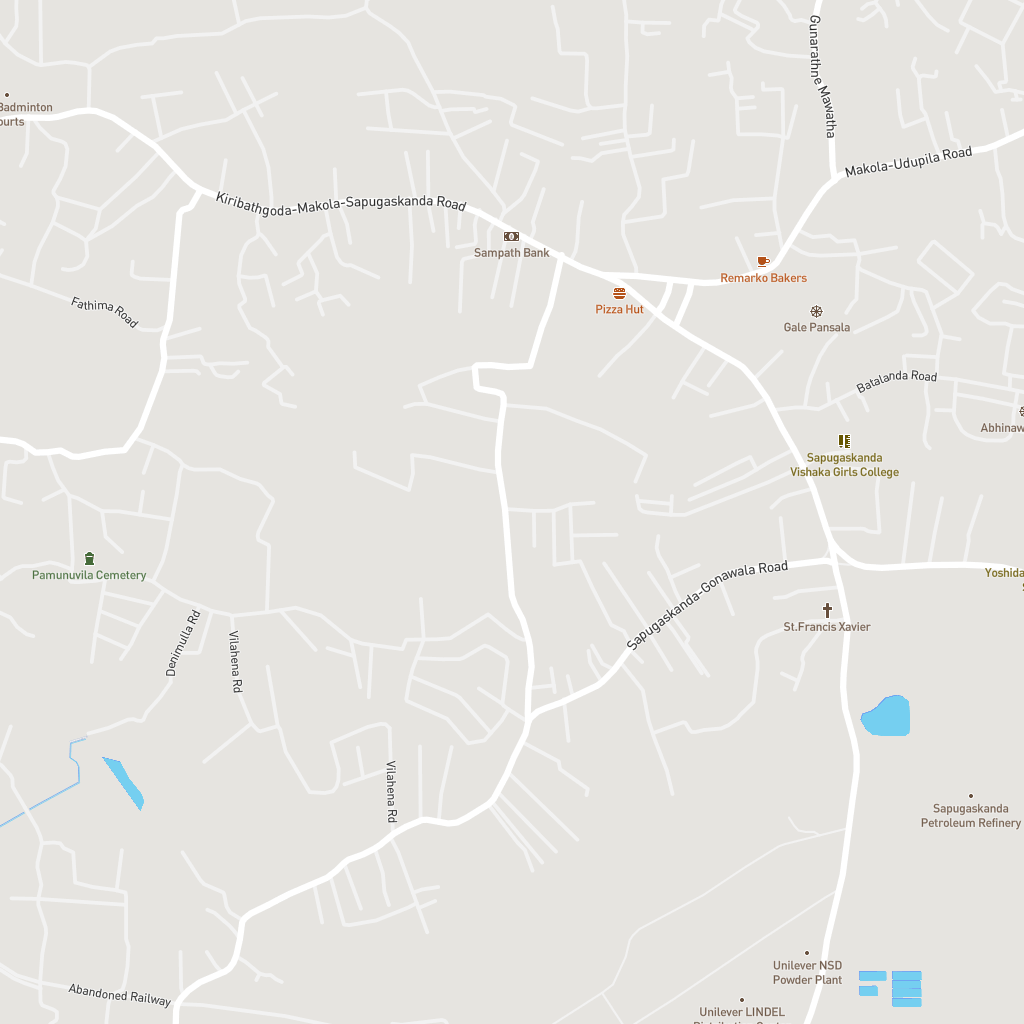 Gunarathne Mawatha
Badminton
ourts
Makola-Udupila Road
Kiribathgoda-Makola-Sapugaskanda Road
Sampath Bank
Remarko Bakers
Fathima Road
Pizza Hut
Gale Pansala
Batalanda Road
Abhinaw
Sapugaskanda
Vishaka Girls College
Pamunuvila Cemetery
Sapugaskanda-Gonawala Road
Yoshida
S
St.Francis Xavier
Denimulla Rd
Vilahena Rd
Vilahena Rd
Sapugaskanda
Petroleum Refinery
Unilever NSD
Powder Plant
Abandoned Railway
Unilever LINDEL